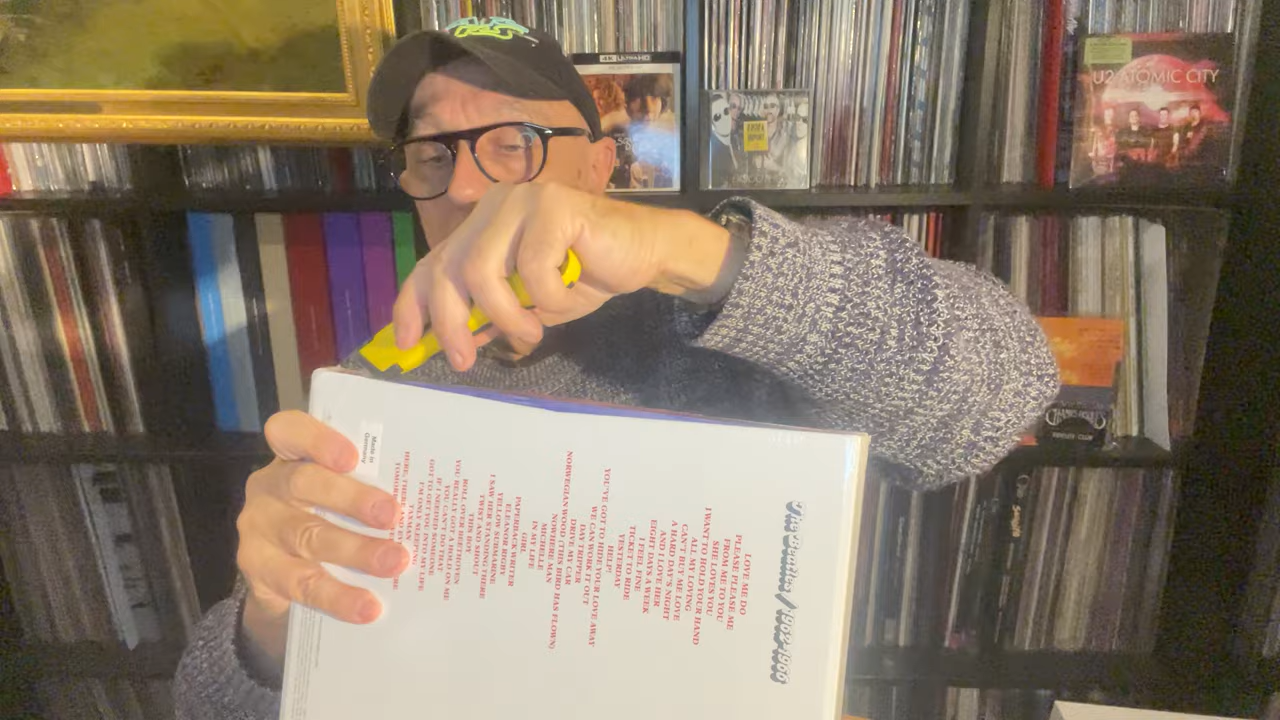 4K ULTRA HD
U2 ATOMIC CITY
Made in
Germany
The Beatles / 1962-1966
LOVE ME DO
PLEASE PLEASE ME
FROM ME TO YOU
SHE LOVES YOU
I WANT TO HOLD YOUR HAND
ALL MY LOVING
CAN'T BUY ME LOVE
A HARD DAY'S NIGHT
AND I LOVE HER
EIGHT DAYS A WEEK
I FEEL FINE
TICKET TO RIDE
YESTERDAY
HELP!
YOU'VE GOT TO HIDE YOUR LOVE AWAY
WE CAN WORK IT OUT
DAY TRIPPER
DRIVE MY CAR
NORWEGIAN WOOD (THIS BIRD HAS FLOWN)
NOWHERE MAN
MICHELLE
IN MY LIFE
GIRL
PAPERBACK WRITER
ELEANOR RIGBY
YELLOW SUBMARINE
I SAW HER STANDING THERE
TWIST AND SHOUT
THIS BOY
ROLL OVER BEETHOVEN
YOU REALLY GOT A HOLD ON ME
YOU CAN'T DO THAT
IF I NEEDED SOMEONE
GOT TO GET YOU INTO MY LIFE
I'M ONLY SLEEPING
TAXMAN
HERE, THERE AND